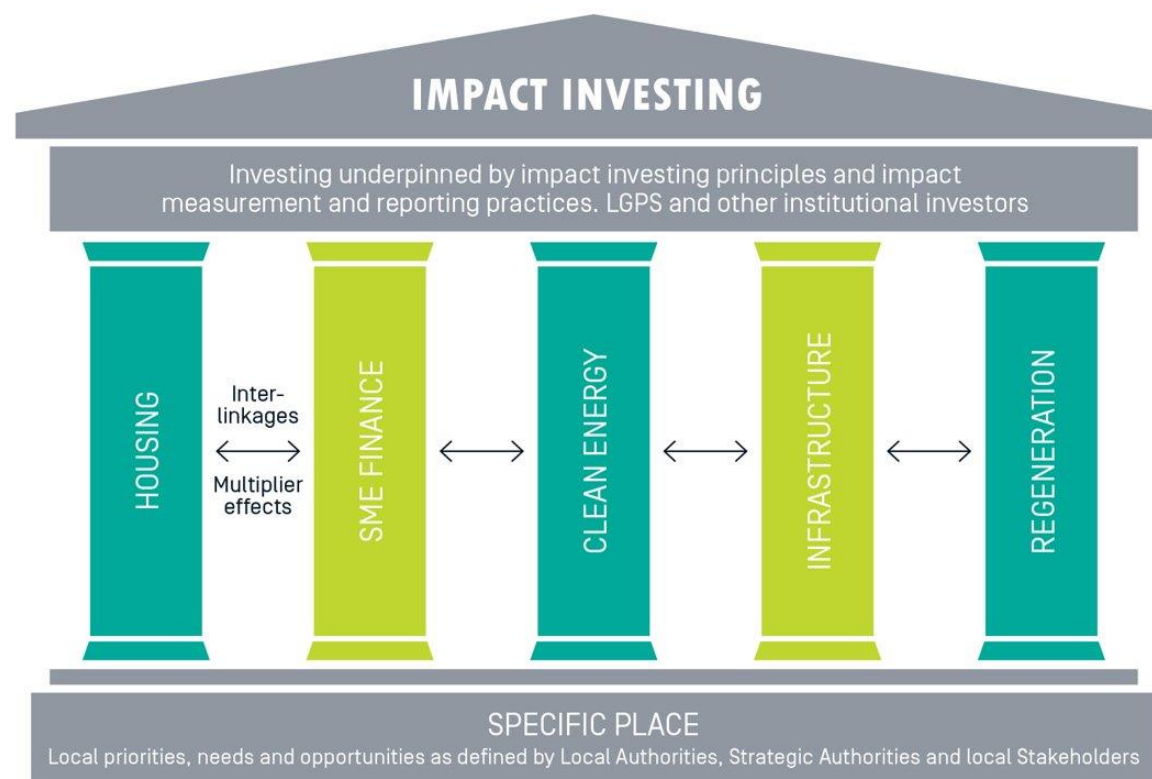 IMPACT INVESTING
Investing underpinned by impact investing principles and impact
measurement and reporting practices. LGPS and other institutional investors
HOUSING
Inter-
linkages
Multiplier
effects
SME FINANCE
CLEAN ENERGY
INFRASTRUCTURE
REGENERATION
SPECIFIC PLACE
Local priorities, needs and opportunities as defined by Local Authorities, Strategic Authorities and local Stakeholders